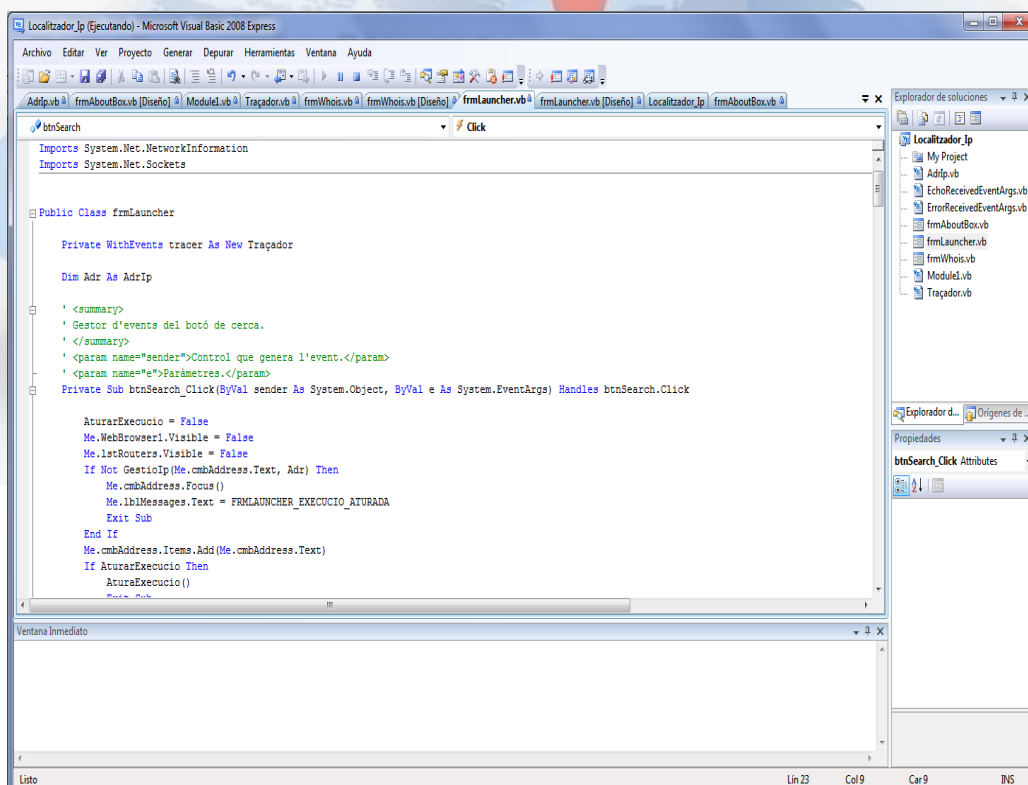 Localitzador_Ip (Ejecutando) - Microsoft Visual Basic 2008 Express
Archivo Editar Ver Proyecto Generar Depurar Herramientas Ventana Ayuda
AdrIp.vb frmAboutBox.vb [Diseño] Module1.vb Traçador.vb frmWhois.vb frmWhois.vb [Diseño] frmLauncher.vb frmLauncher.vb [Diseño] Localitzador_Ip frmAboutBox.vb
btnSearch Click
Imports System.Net.NetworkInformation
Imports System.Net.Sockets
Public Class frmLauncher
Private WithEvents tracer As New Traçador
Dim Adr As AdrIp
' <summary>
' Gestor d'events del botó de cerca.
' </summary>
' <param name="sender">Control que genera l'event.</param>
' <param name="e">Paràmetres.</param>
Private Sub btnSearch_Click(ByVal sender As System.Object, ByVal e As System.EventArgs) Handles btnSearch.Click
AturarExecucio = False
Me.WebBrowser1.Visible = False
Me.lstRouters.Visible = False
If Not GestioIp(Me.cmbAddress.Text, Adr) Then
Me.cmbAddress.Focus()
Me.lblMessages.Text = FRMLAUNCHER_EXECUCIO_ATURADA
Exit Sub
End If
Me.cmbAddress.Items.Add(Me.cmbAddress.Text)
If AturarExecucio Then
AturaExecucio()
Exit Sub
Explorador de soluciones
Localitzador_Ip
My Project
AdrIp.vb
EchoReceivedEventArgs.vb
ErrorReceivedEventArgs.vb
frmAboutBox.vb
frmLauncher.vb
frmWhois.vb
Module1.vb
Traçador.vb
Explorador d... Orígenes de ...
Propiedades
btnSearch_Click Attributes
Ventana Inmediato
Listo Lín 23 Col 9 Car 9 INS